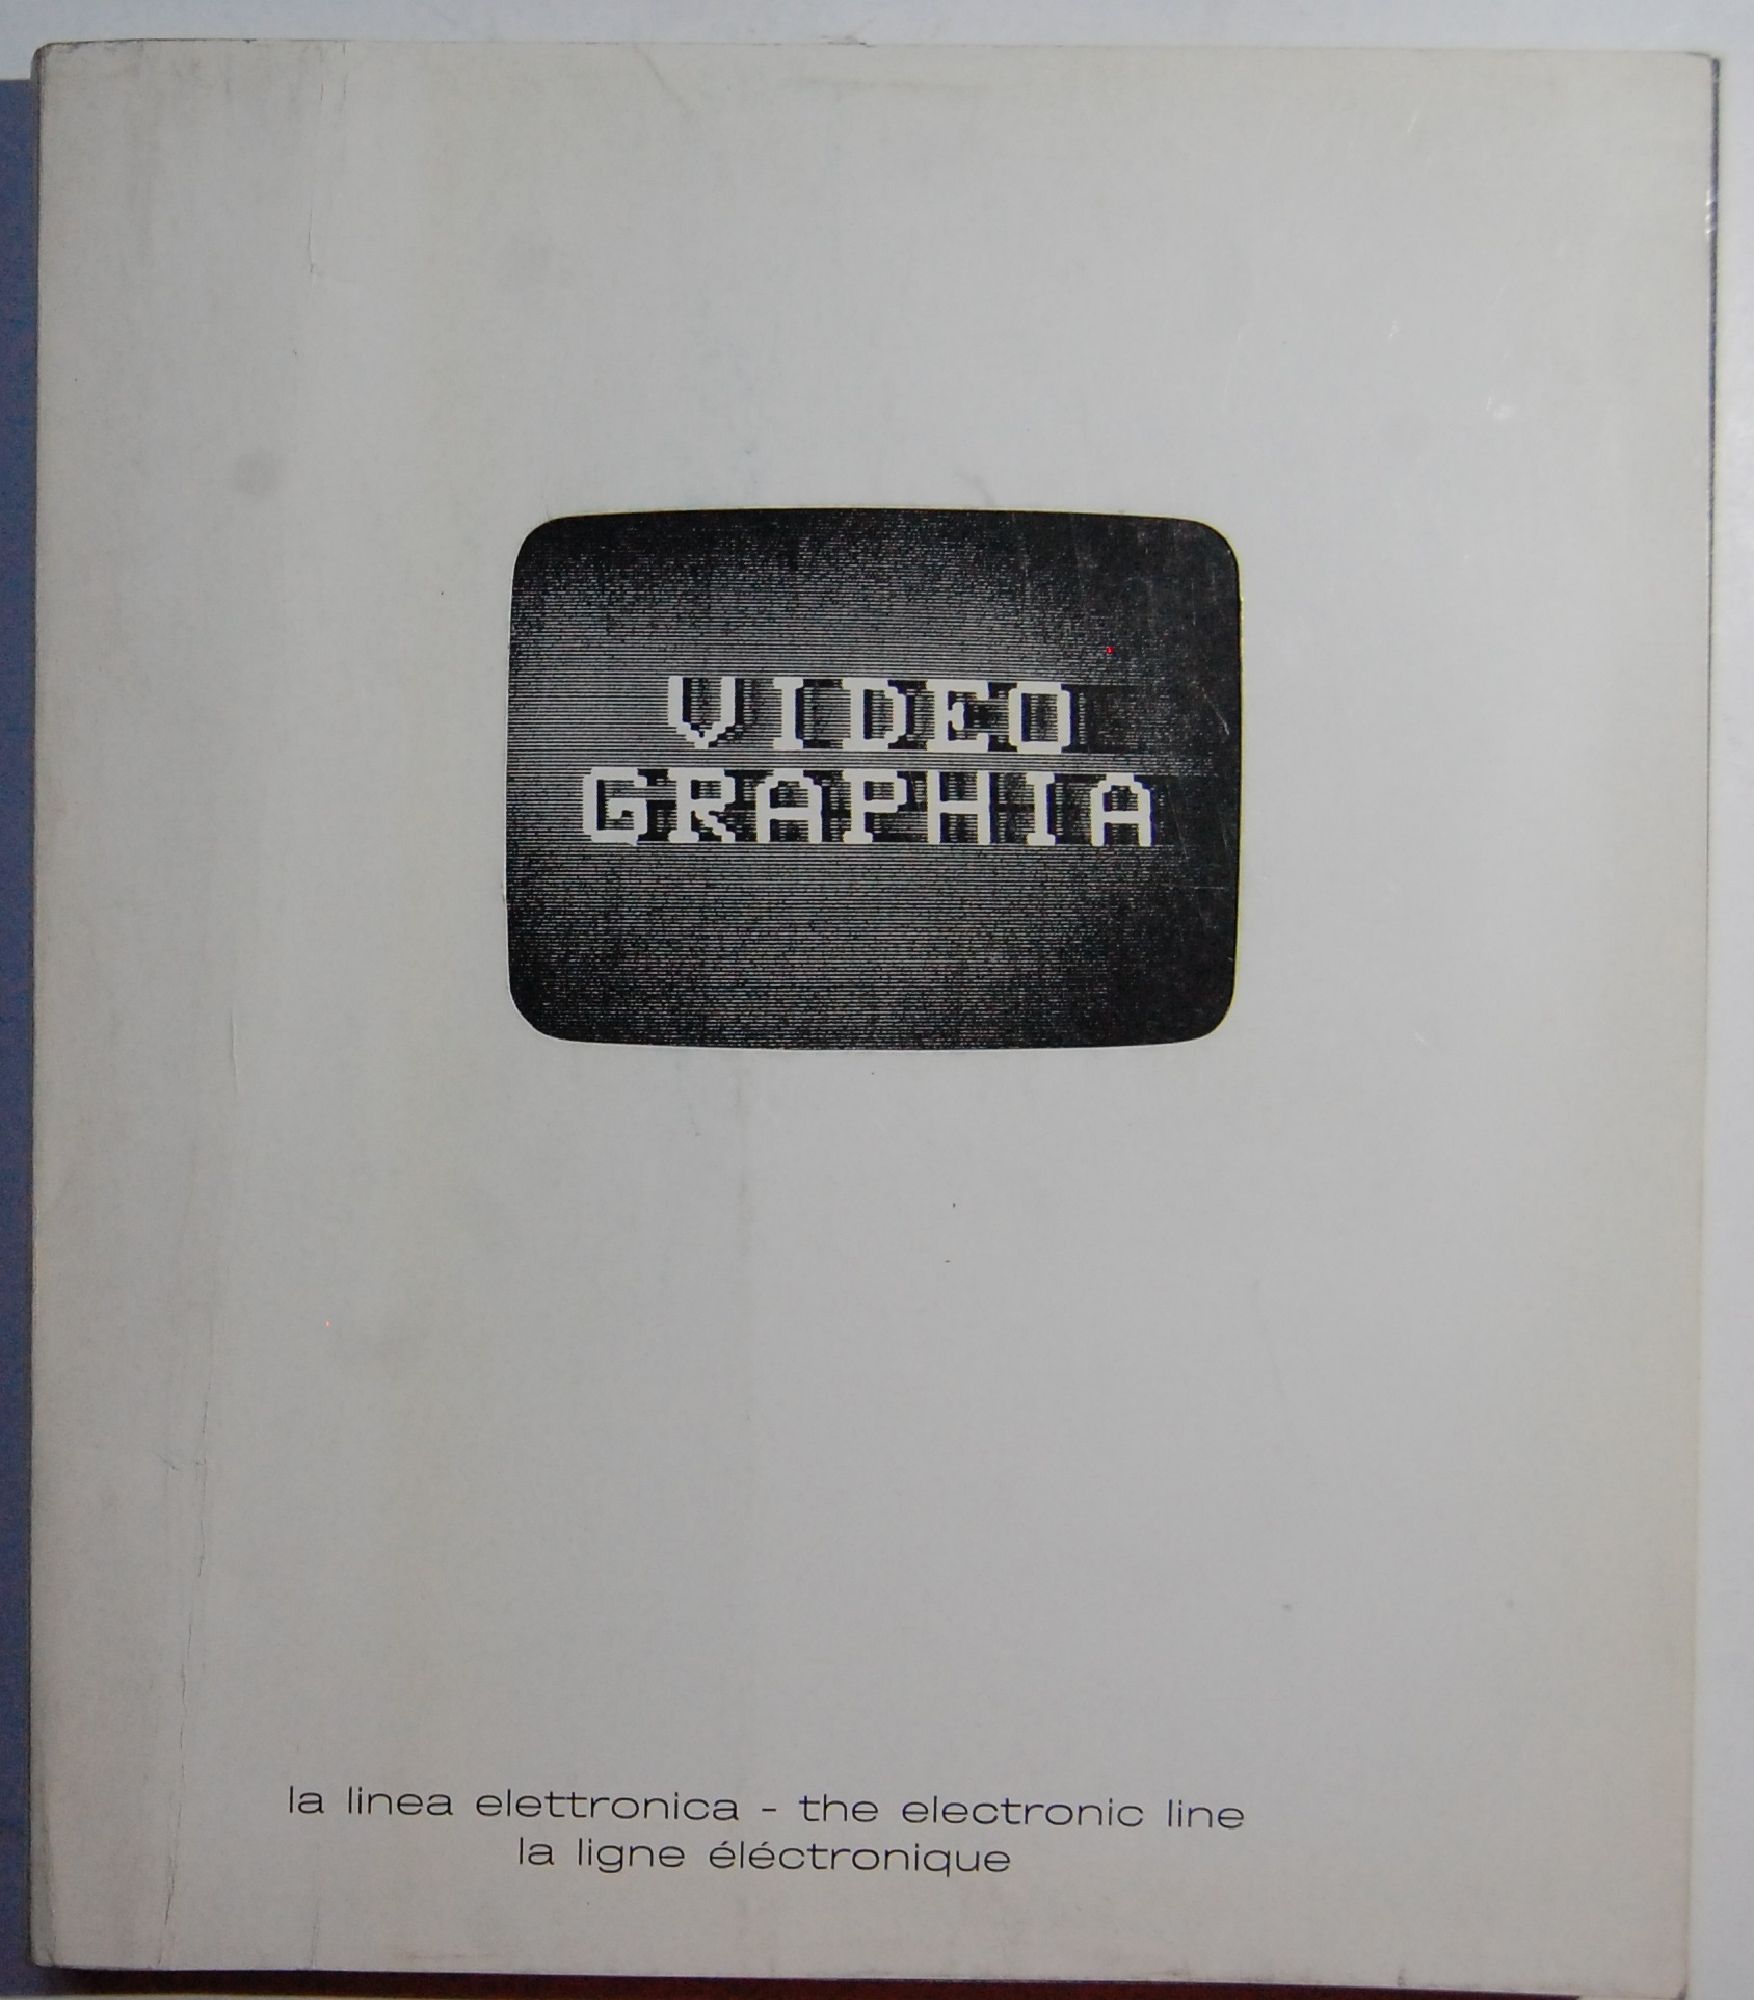 VIDEO
GRAPHIA
la linea elettronica - the electronic line
la ligne éléctronique